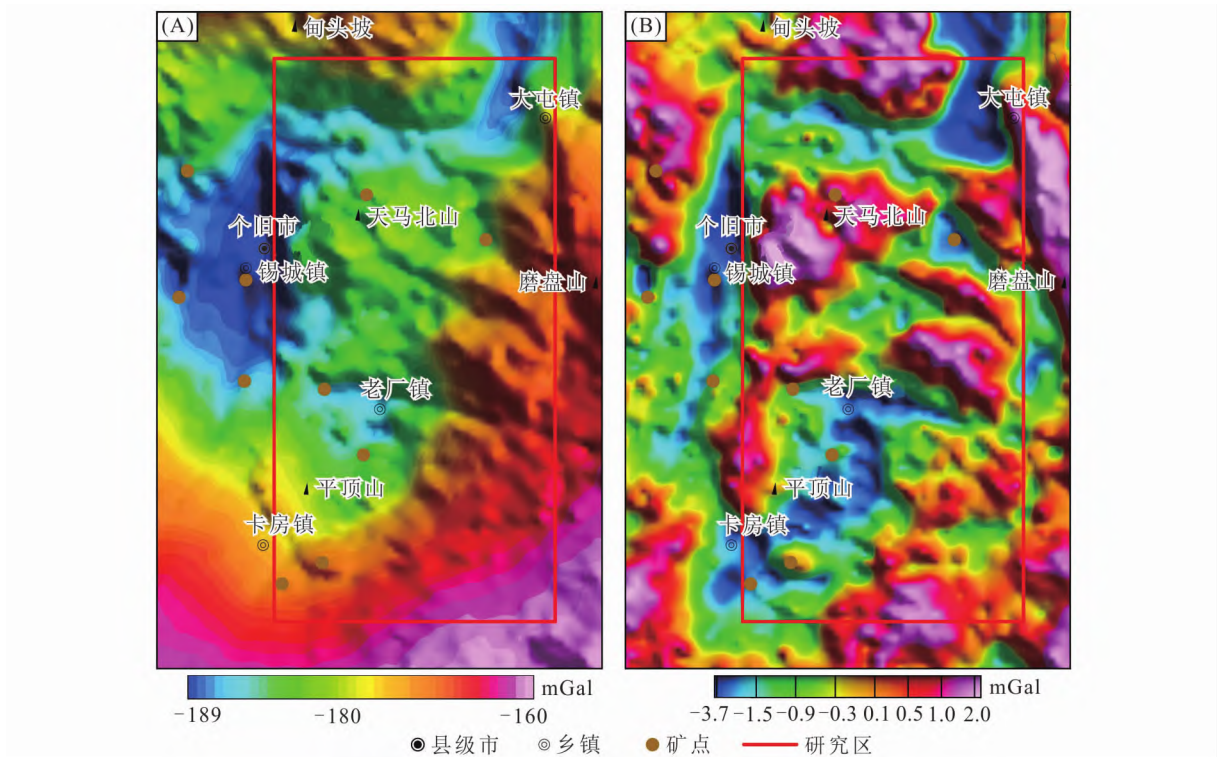 (A)
甸头坡
大屯镇
天马北山
个旧市
锡城镇
磨盘山
老厂镇
平顶山
卡房镇
mGal
−189
−180
−160
(B)
甸头坡
大屯镇
天马北山
个旧市
锡城镇
磨盘山
老厂镇
平顶山
卡房镇
mGal
−3.7 −1.5 −0.9 −0.3 0.1 0.5 1.0 2.0
县级市 乡镇 矿点 研究区